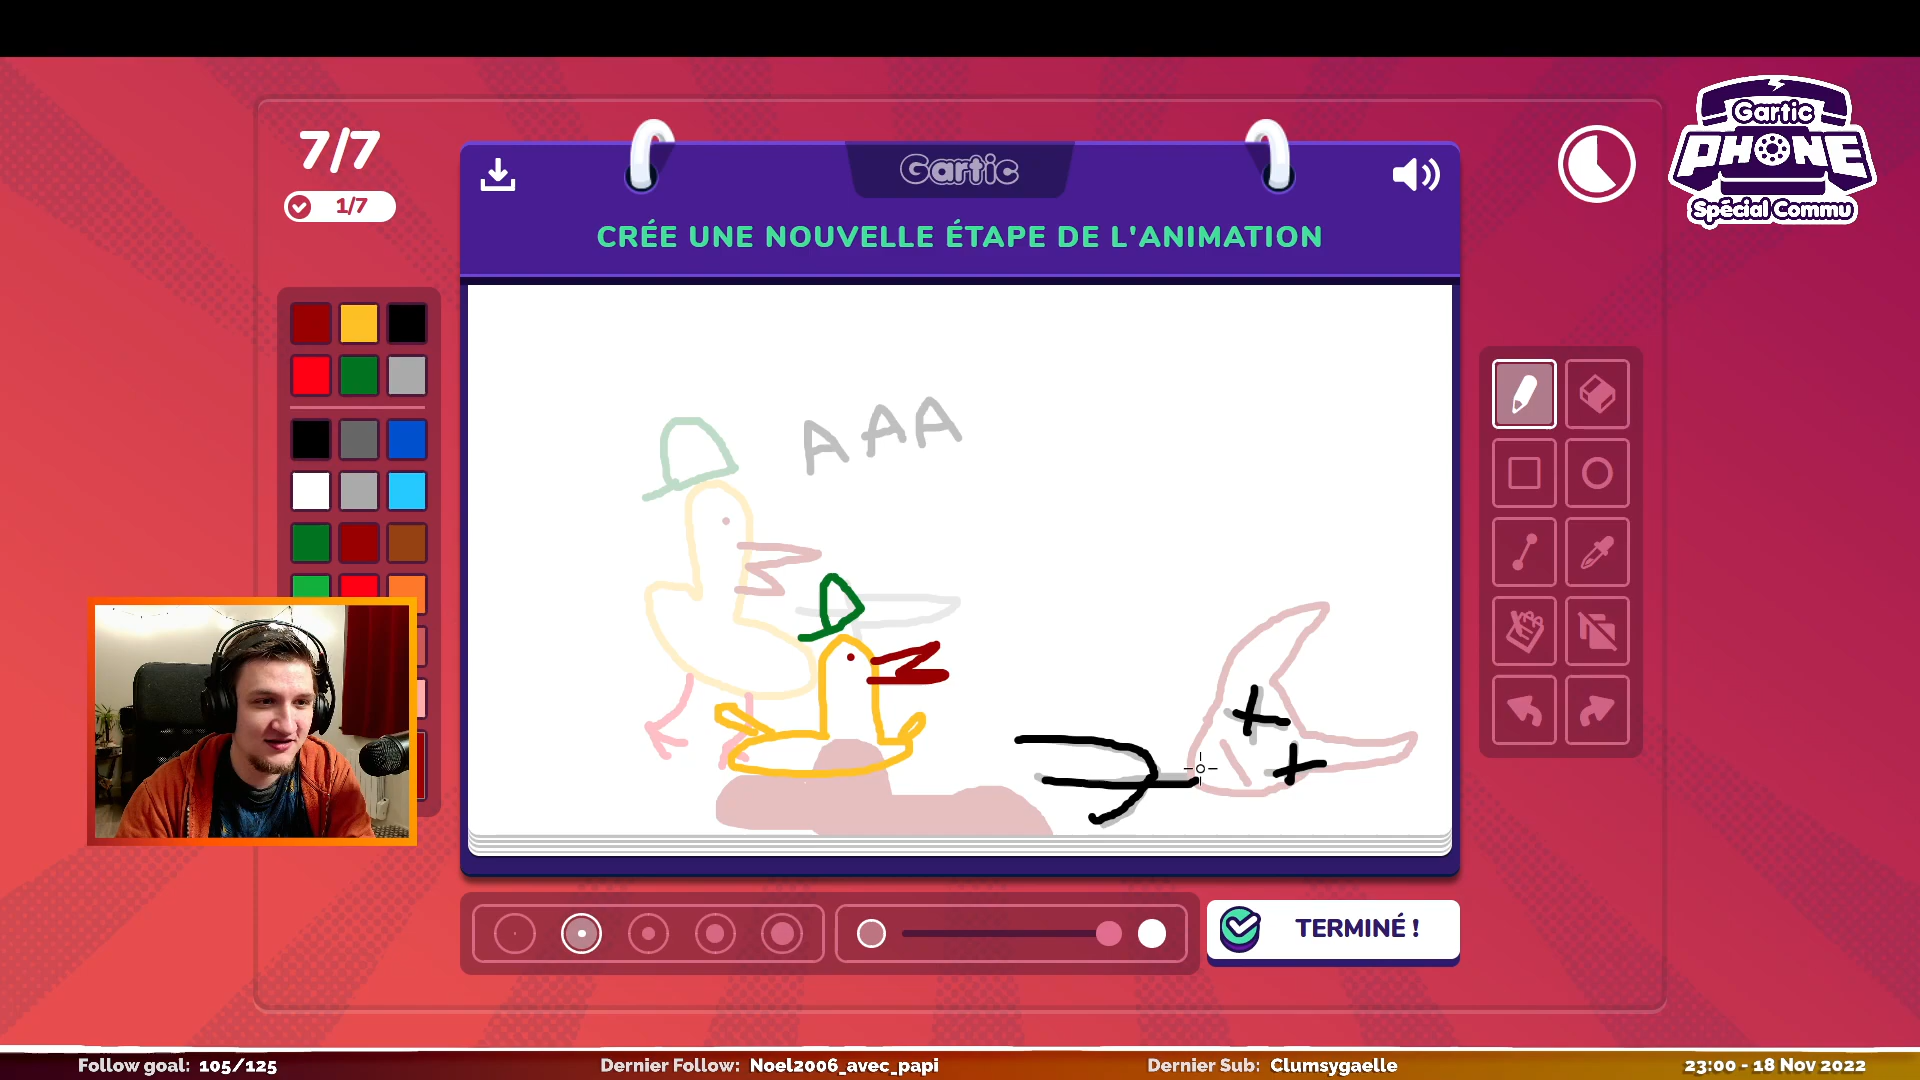 7/7
1/7
Gartic
CRÉE UNE NOUVELLE ÉTAPE DE L'ANIMATION
Gartic
PHONE
Spécial Commu
AAA
TERMINÉ !
Follow goal: 105/125
Dernier Follow: Noel2006_avec_papi
Dernier Sub: Clumsygaelle
23:00 - 18 Nov 2022